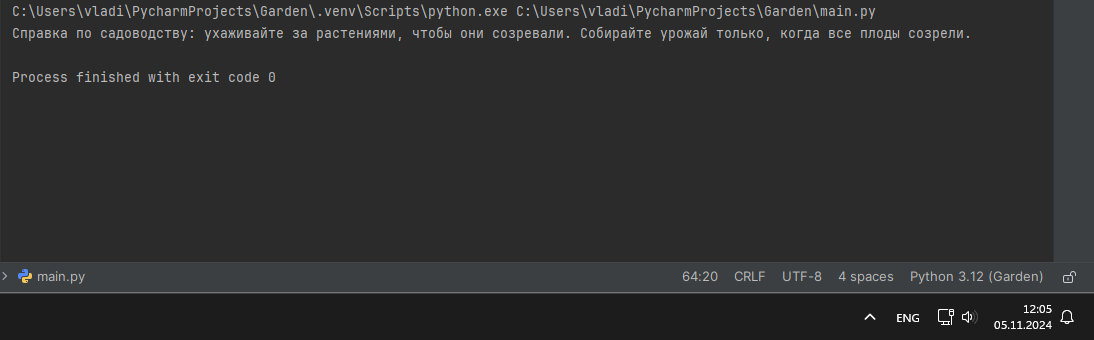 C:\Users\vladi\PycharmProjects\Garden\.venv\Scripts\python.exe C:\Users\vladi\PycharmProjects\Garden\main.py
Справка по садоводству: ухаживайте за растениями, чтобы они созревали. Собирайте урожай только, когда все плоды созрели.
Process finished with exit code 0
main.py 64:20 CRLF UTF-8 4 spaces Python 3.12 (Garden)
ENG 12:05
05.11.2024